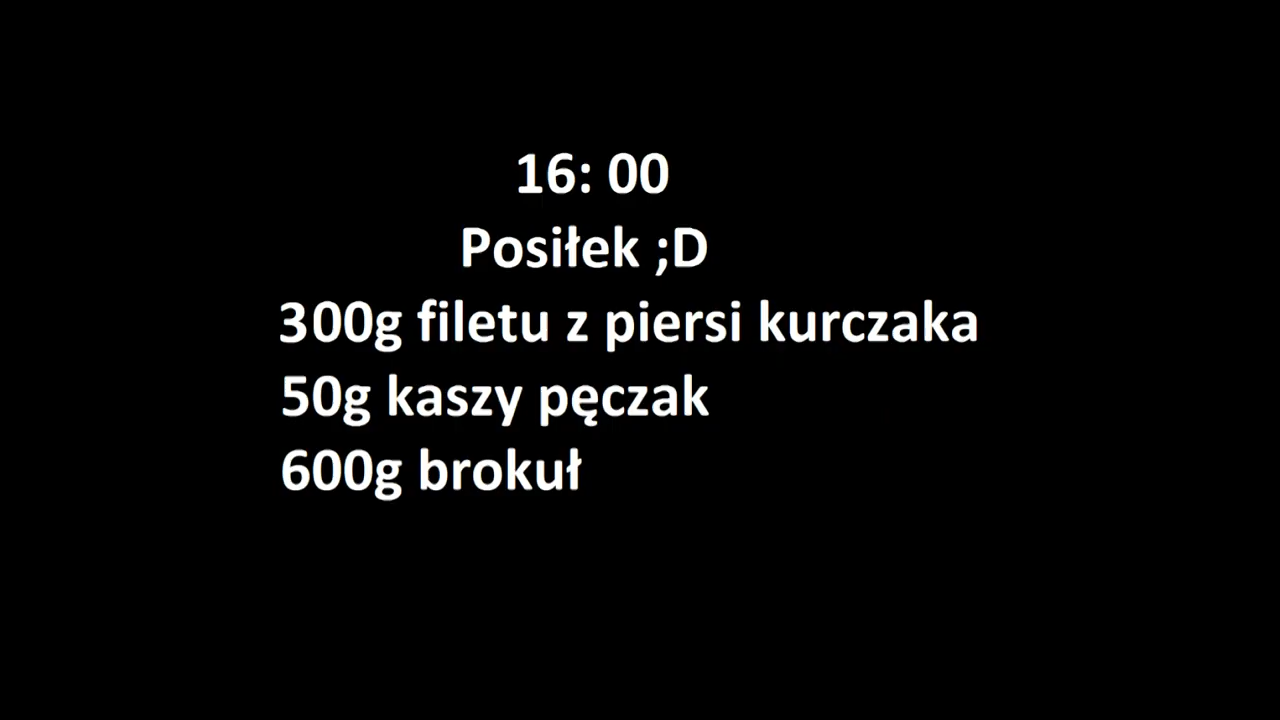 16: 00
Posiłek ;D
300g filetu z piersi kurczaka
50g kaszy pęczak
600g brokuł